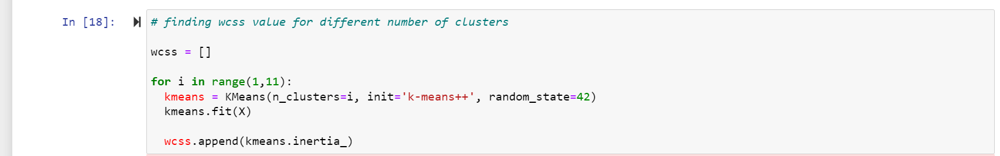 In [18]:
# finding wcss value for different number of clusters
wcss = []
for i in range(1,11):
  kmeans = KMeans(n_clusters=i, init='k-means++', random_state=42)
  kmeans.fit(X)
  wcss.append(kmeans.inertia_)